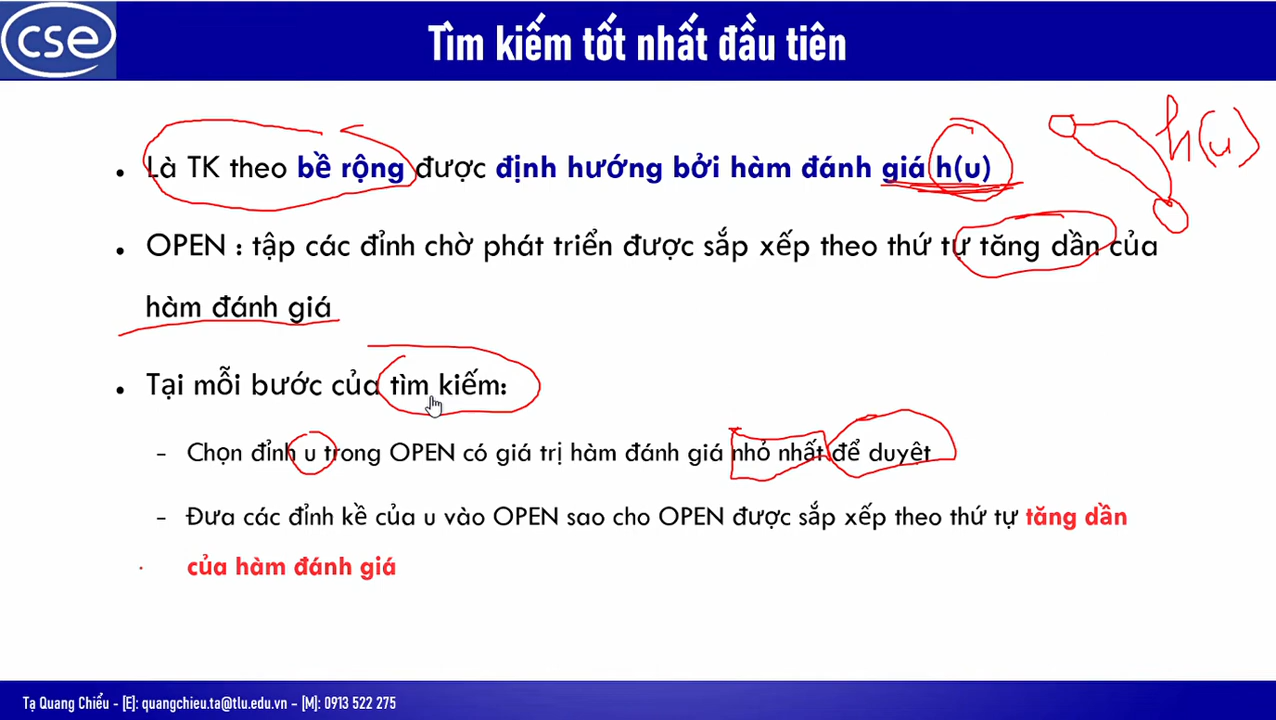 cse
Tìm kiếm tốt nhất đầu tiên
h(u)
• Là TK theo bề rộng được định hướng bởi hàm đánh giá h(u)
• OPEN : tập các đỉnh chờ phát triển được sắp xếp theo thứ tự tăng dần của
hàm đánh giá
• Tại mỗi bước của tìm kiếm:
– Chọn đỉnh u trong OPEN có giá trị hàm đánh giá nhỏ nhất để duyệt
– Đưa các đỉnh kề của u vào OPEN sao cho OPEN được sắp xếp theo thứ tự tăng dần
của hàm đánh giá
Tạ Quang Chiểu – [E]: quangchieu.ta@tlu.edu.vn – [M]: 0913 522 275